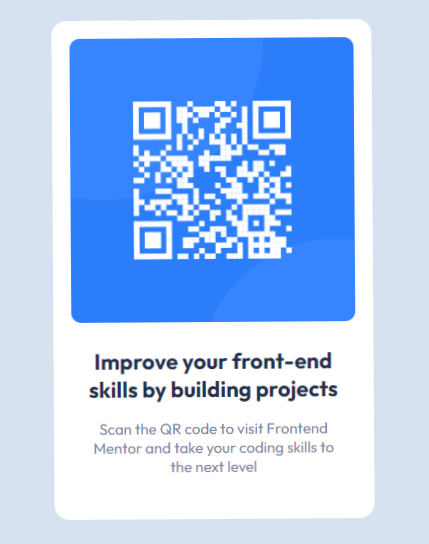 Improve your front-end
skills by building projects
Scan the QR code to visit Frontend
Mentor and take your coding skills to
the next level